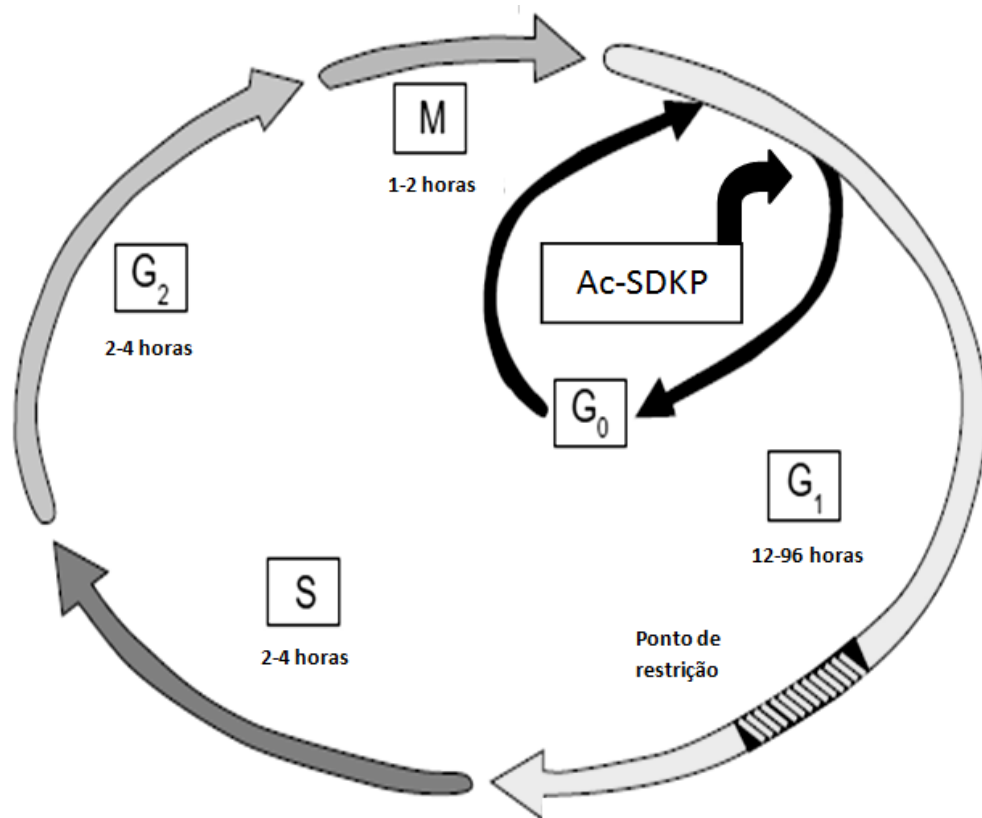 M
1-2 horas
G2
2-4 horas
Ac-SDKP
G0
G1
12-96 horas
S
2-4 horas
Ponto de
restrição